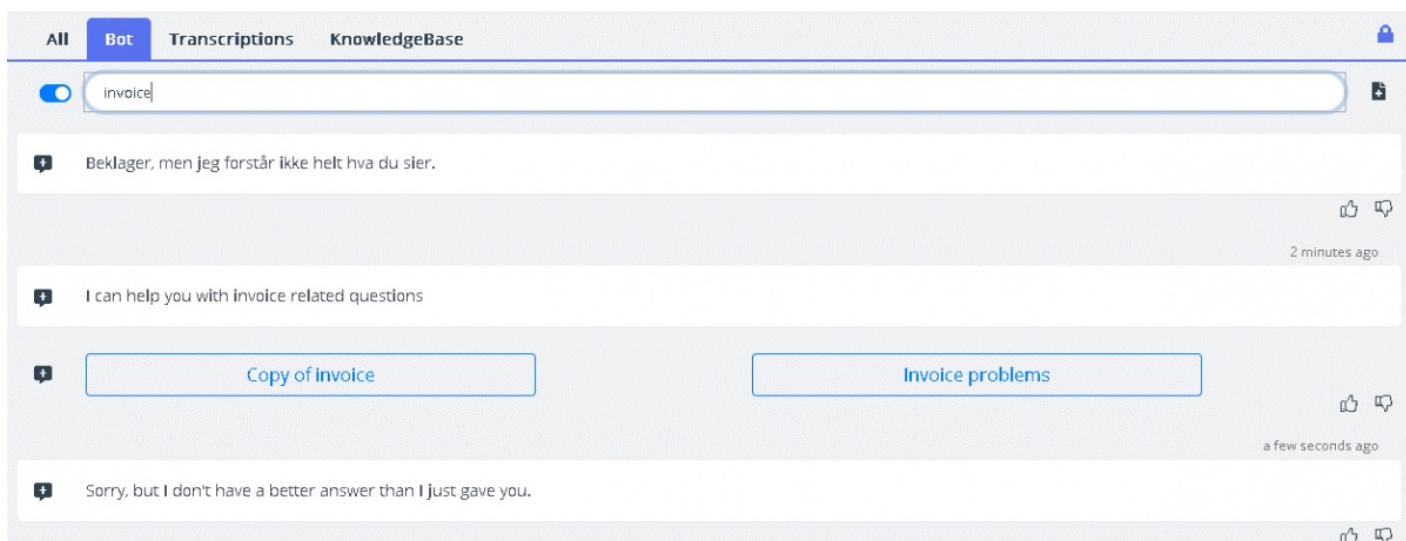 All Bot Transcriptions KnowledgeBase
invoice
Beklager, men jeg forstår ikke helt hva du sier.
2 minutes ago
I can help you with invoice related questions
Copy of invoice Invoice problems
a few seconds ago
Sorry, but I don't have a better answer than I just gave you.